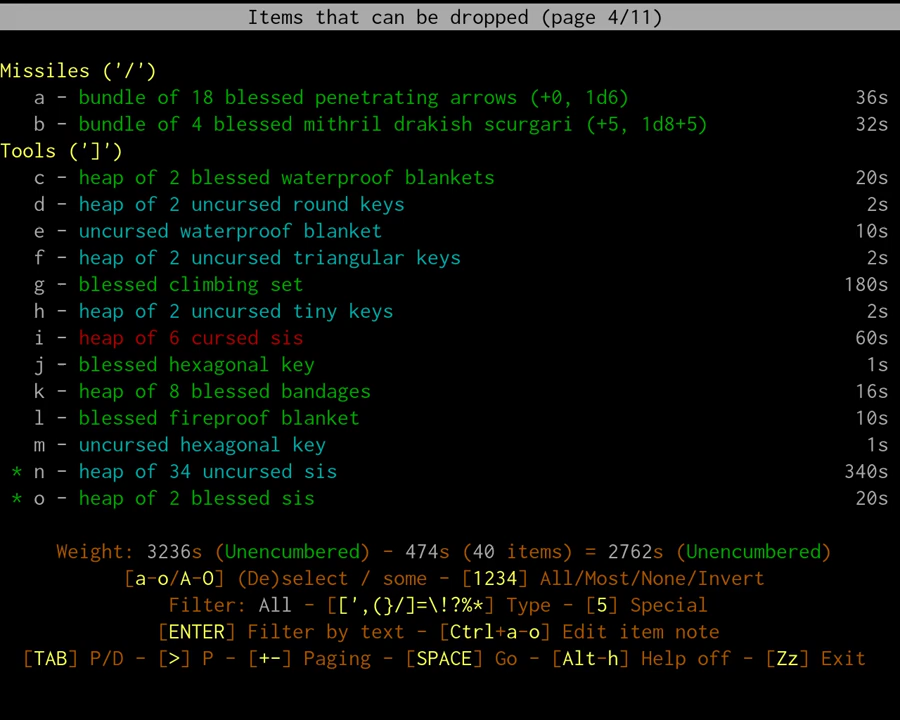 Items that can be dropped (page 4/11)
Missiles ('/')
a - bundle of 18 blessed penetrating arrows (+0, 1d6) 36s
b - bundle of 4 blessed mithril drakish scurgari (+5, 1d8+5) 32s
Tools (']')
c - heap of 2 blessed waterproof blankets 20s
d - heap of 2 uncursed round keys 2s
e - uncursed waterproof blanket 10s
f - heap of 2 uncursed triangular keys 2s
g - blessed climbing set 180s
h - heap of 2 uncursed tiny keys 2s
i - heap of 6 cursed sis 60s
j - blessed hexagonal key 1s
k - heap of 8 blessed bandages 16s
l - blessed fireproof blanket 10s
m - uncursed hexagonal key 1s
* n - heap of 34 uncursed sis 340s
* o - heap of 2 blessed sis 20s
Weight: 3236s (Unencumbered) - 474s (40 items) = 2762s (Unencumbered)
[a-o/A-O] (De)select / some - [1234] All/Most/None/Invert
Filter: All - [[',(}/]=\!?%*] Type - [5] Special
[ENTER] Filter by text - [Ctrl+a-o] Edit item note
[TAB] P/D - [>] P - [+-] Paging - [SPACE] Go - [Alt-h] Help off - [Zz] Exit